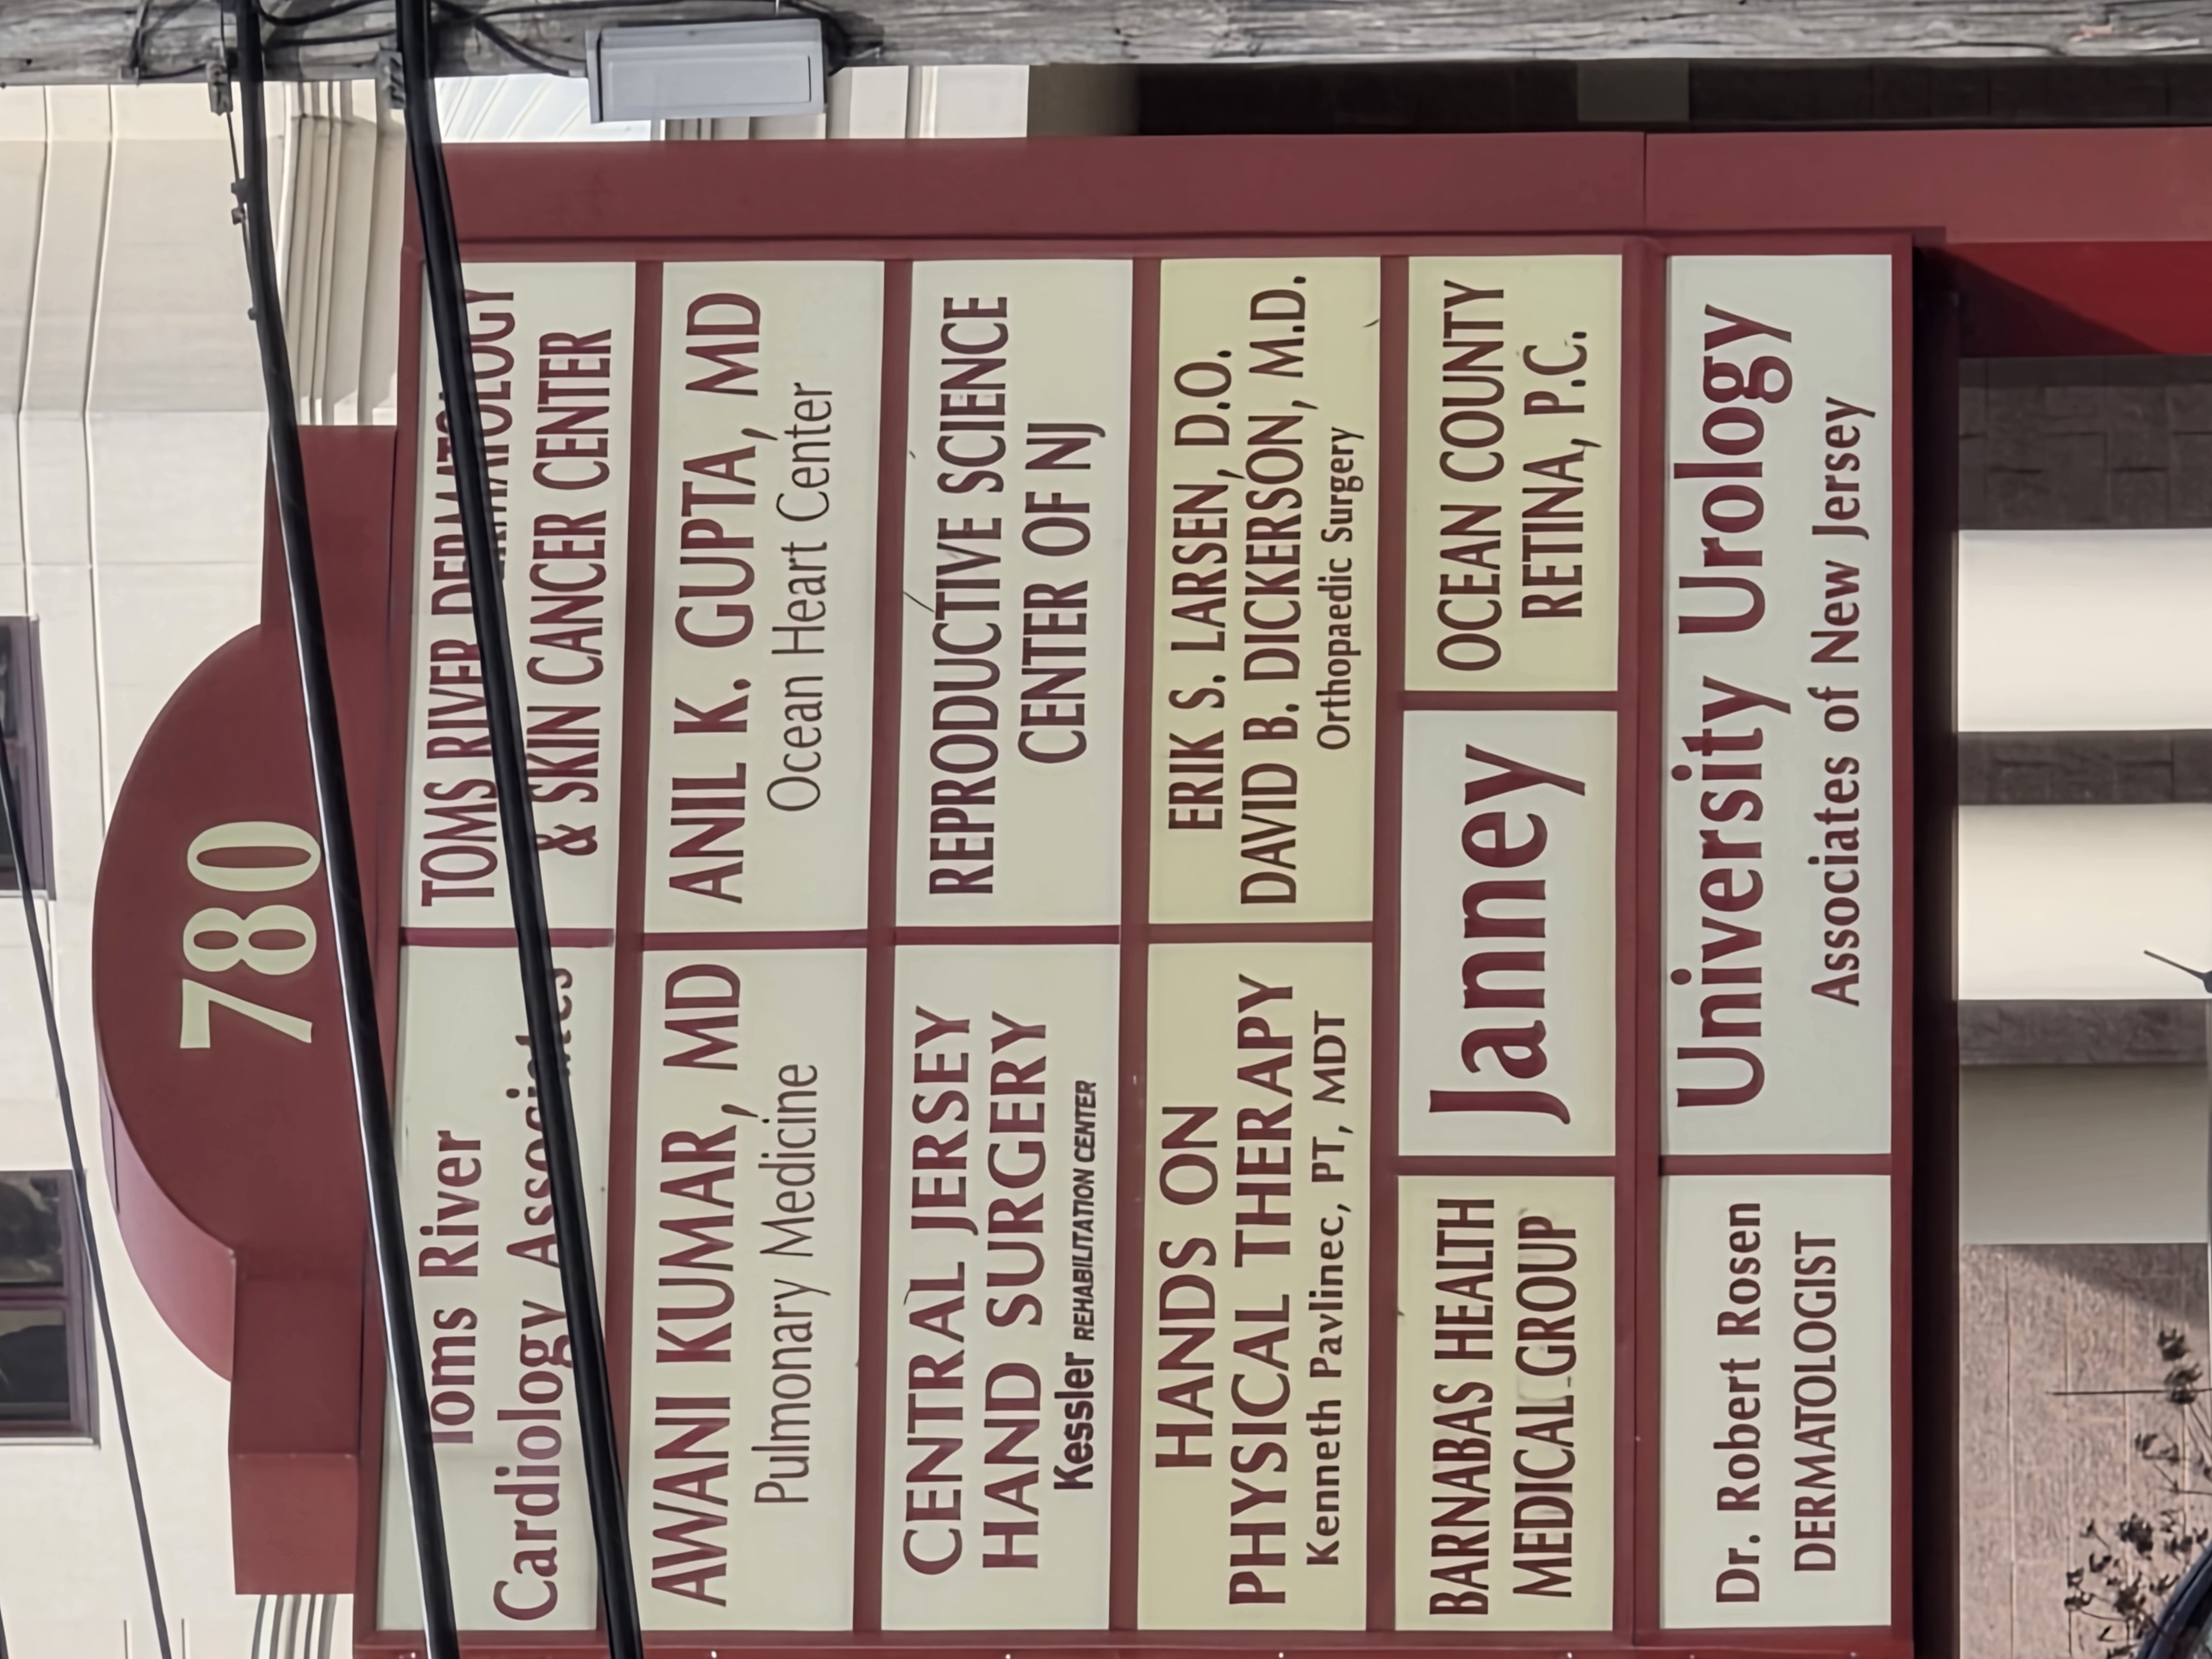 780
Toms River
Cardiology Associates
TOMS RIVER DERMATOLOGY
& SKIN CANCER CENTER
AWANI KUMAR, MD
Pulmonary Medicine
ANIL K. GUPTA, MD
Ocean Heart Center
CENTRAL JERSEY
HAND SURGERY
Kessler REHABILITATION CENTER
REPRODUCTIVE SCIENCE
CENTER OF NJ
HANDS ON
PHYSICAL THERAPY
Kenneth Pavlinec, PT, MDT
ERIK S. LARSEN, D.O.
DAVID B. DICKERSON, M.D.
Orthopaedic Surgery
BARNABAS HEALTH
MEDICAL GROUP
Janney
OCEAN COUNTY
RETINA, P.C.
Dr. Robert Rosen
DERMATOLOGIST
University Urology
Associates of New Jersey